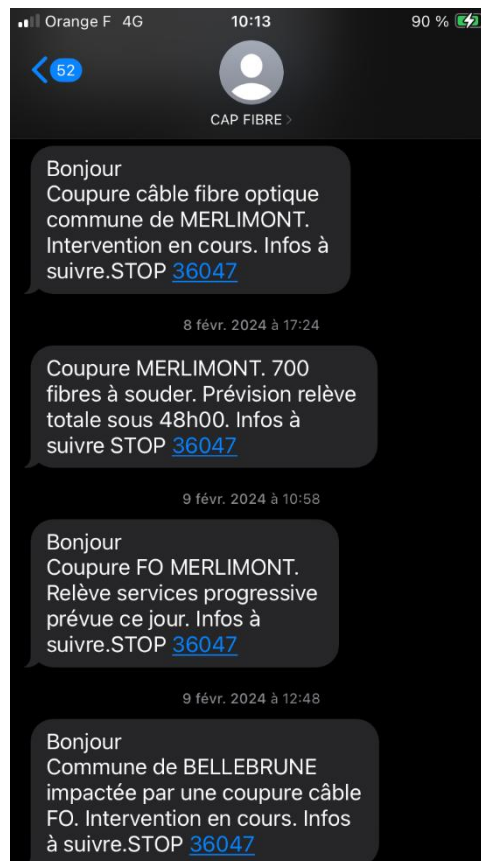 Orange F 4G 10:13 90 %
52
CAP FIBRE
Bonjour
Coupure câble fibre optique
commune de MERLIMONT.
Intervention en cours. Infos à
suivre.STOP 36047
8 févr. 2024 à 17:24
Coupure MERLIMONT. 700
fibres à souder. Prévision relève
totale sous 48h00. Infos à
suivre STOP 36047
9 févr. 2024 à 10:58
Bonjour
Coupure FO MERLIMONT.
Relève services progressive
prévue ce jour. Infos à
suivre.STOP 36047
9 févr. 2024 à 12:48
Bonjour
Commune de BELLEBRUNE
impactée par une coupure câble
FO. Intervention en cours. Infos
à suivre.STOP 36047